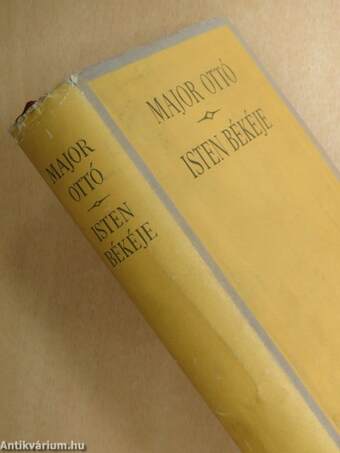 MAJOR
OTTÓ
ISTEN
BÉKÉJE
MAJOR OTTÓ
ISTEN BÉKÉJE
Antikvárium.hu